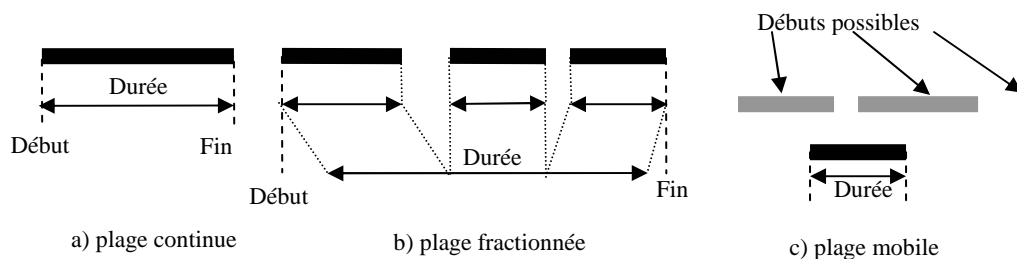 Durée
Début
Fin
a) plage continue
Durée
Début
Fin
b) plage fractionnée
Débuts possibles
Durée
c) plage mobile